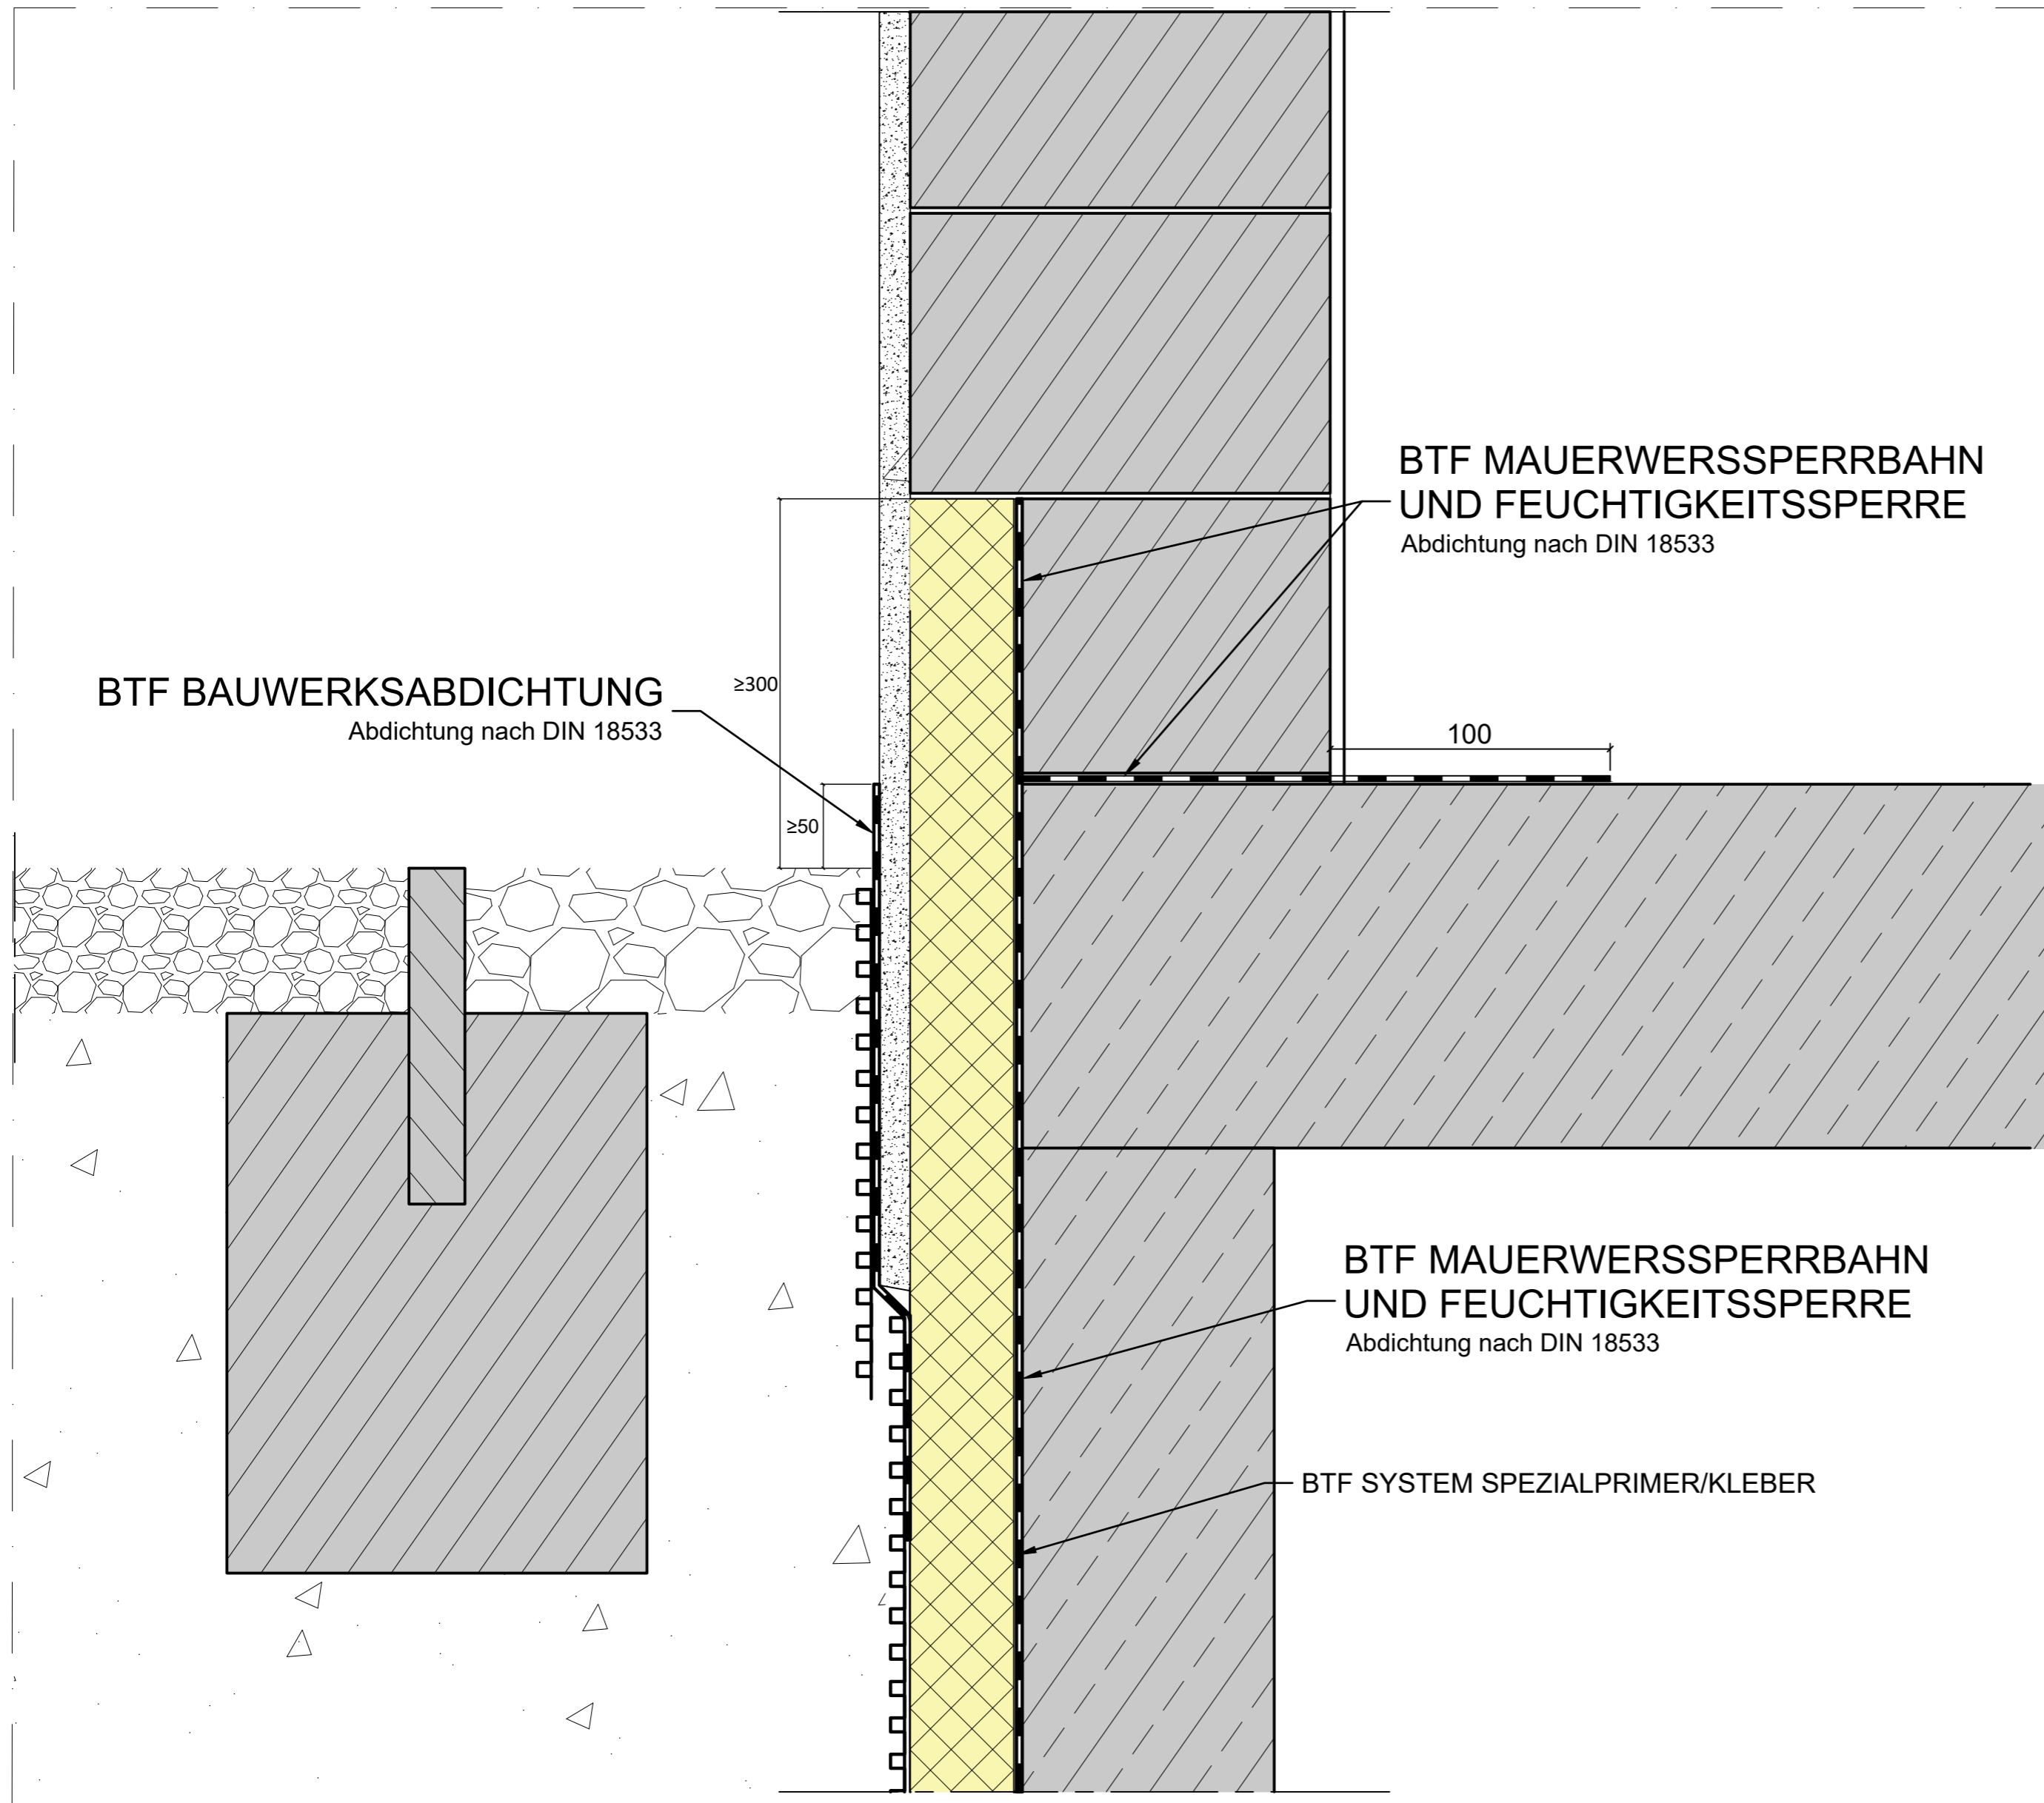 BTF MAUERWERSSPERRBAHN
UND FEUCHTIGKEITSSPERRE
Abdichtung nach DIN 18533
BTF BAUWERKSABDICHTUNG
Abdichtung nach DIN 18533
≥300
100
≥50
BTF MAUERWERSSPERRBAHN
UND FEUCHTIGKEITSSPERRE
Abdichtung nach DIN 18533
BTF SYSTEM SPEZIALPRIMER/KLEBER